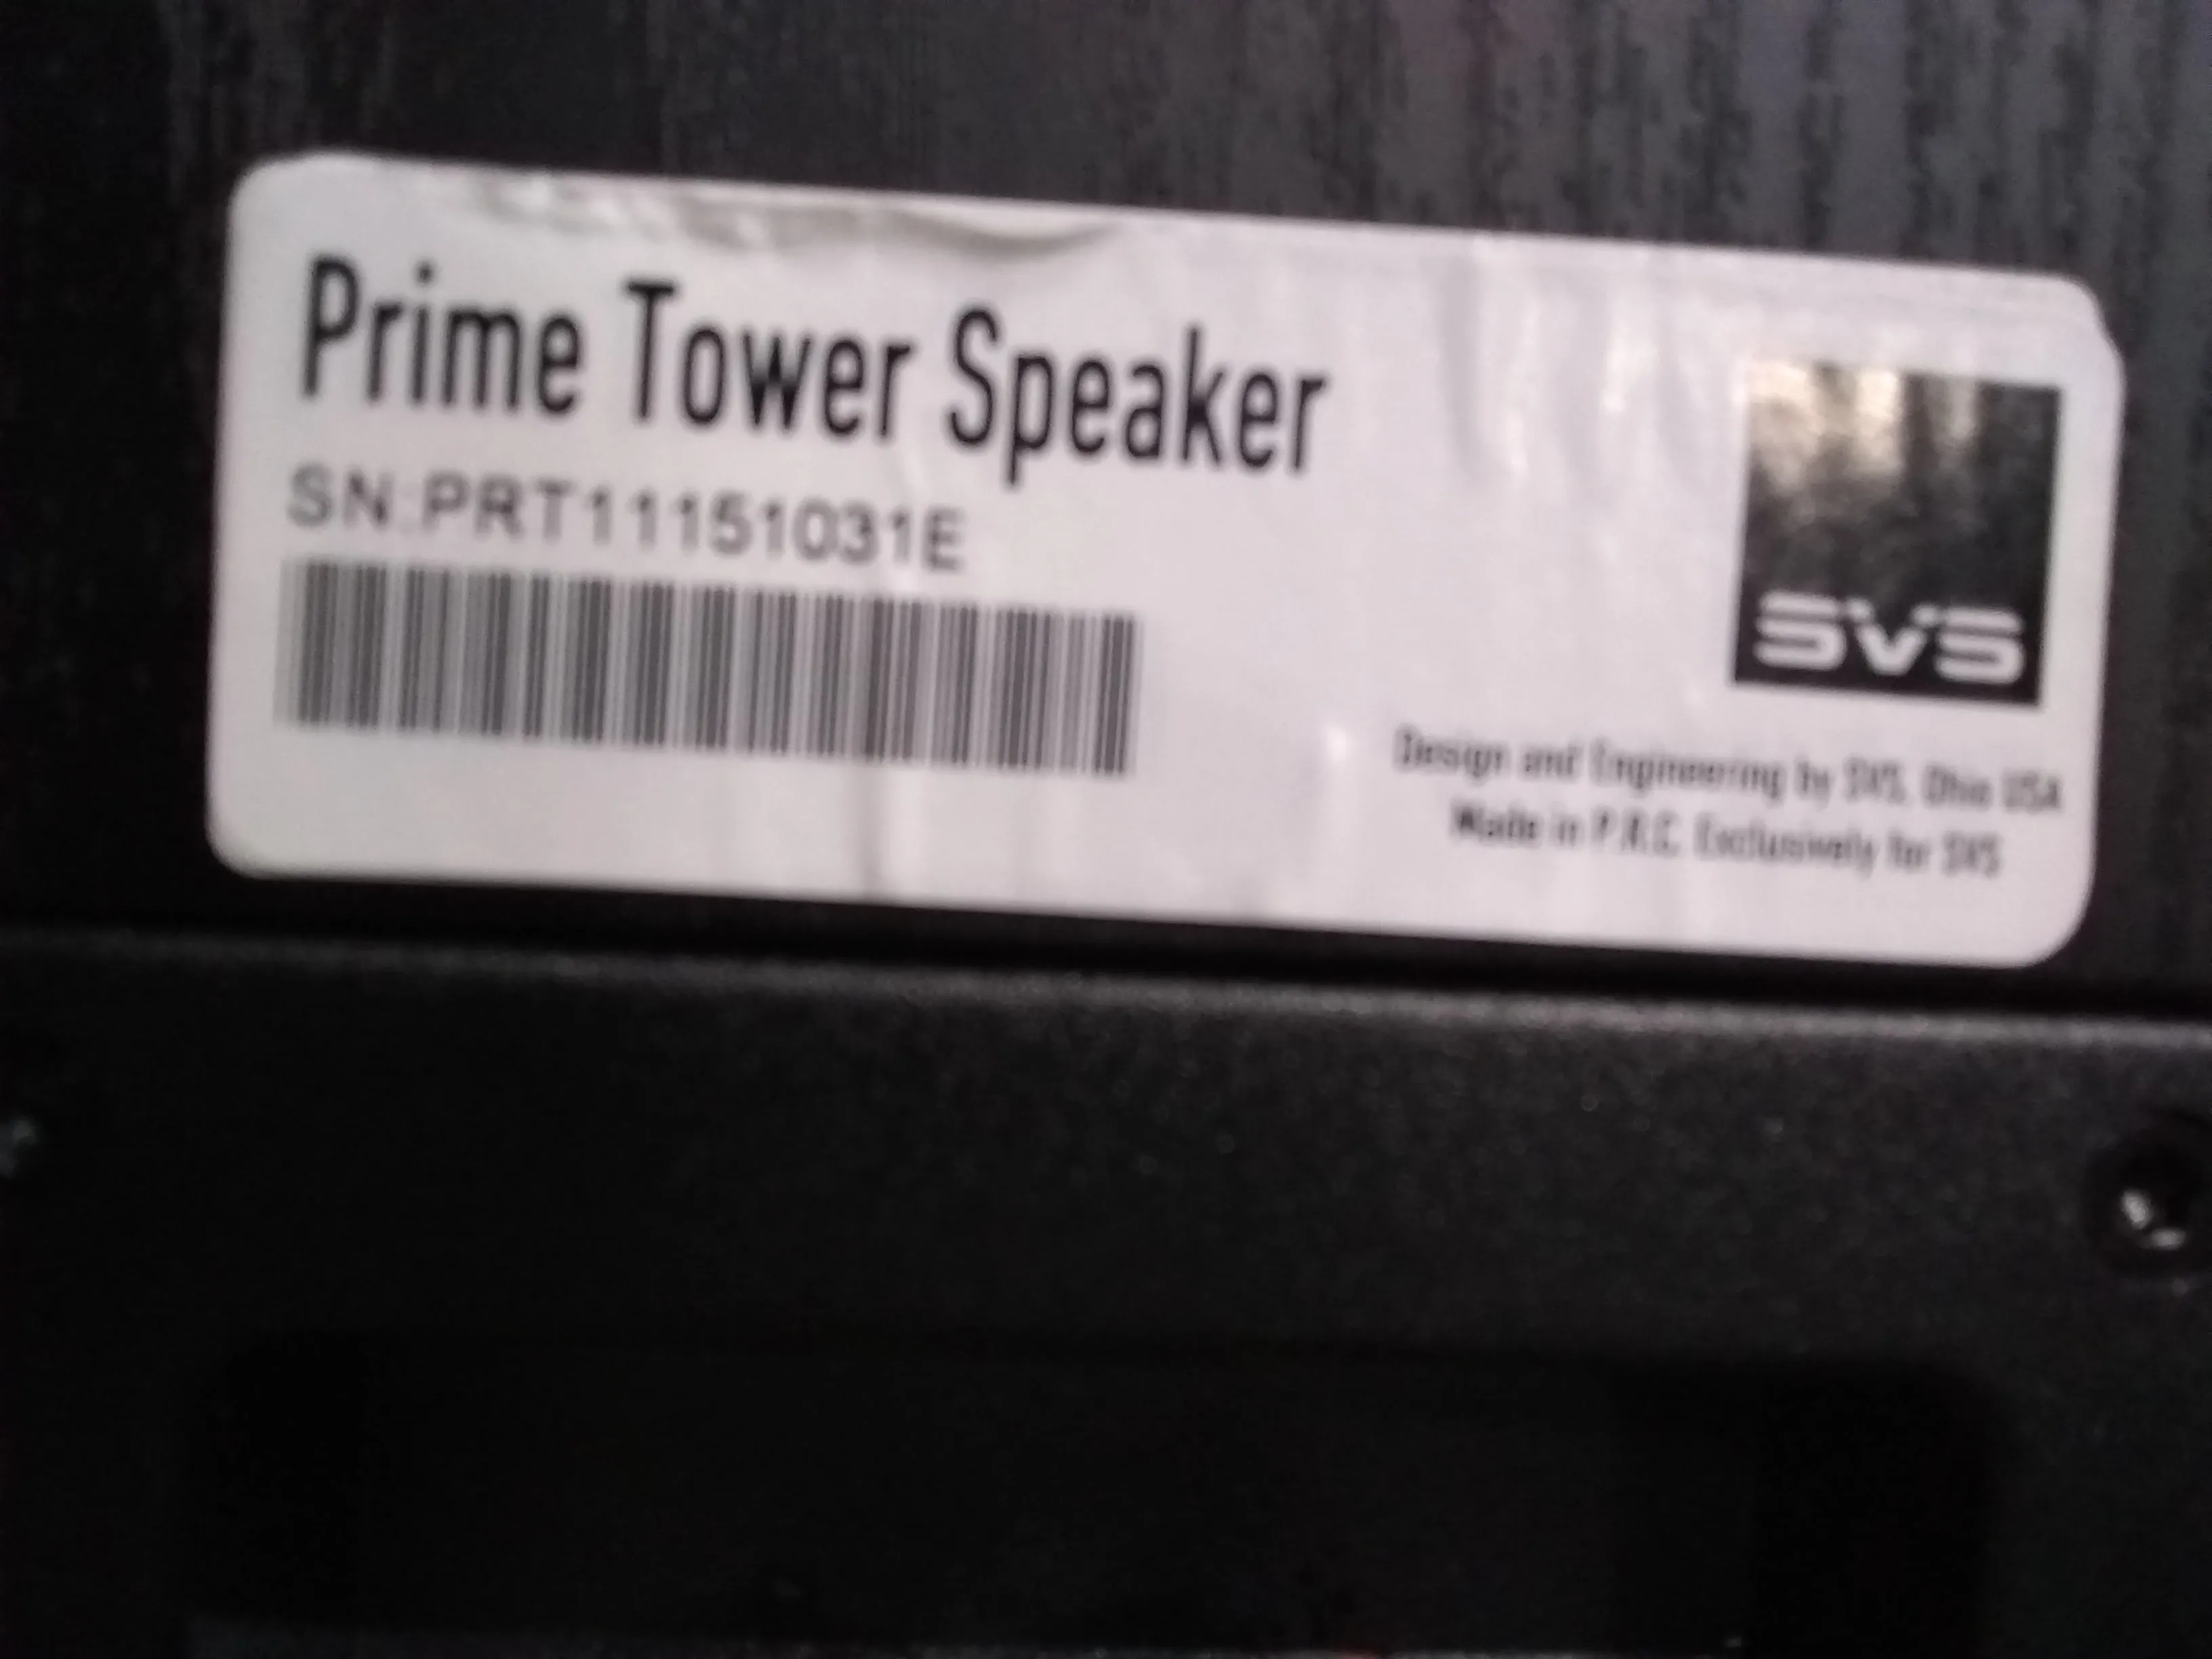 Prime Tower Speaker
SN:PRT11151031E
SVS
Design and Engineering by SVS, Ohio USA
Made in P.R.C. Exclusively for SVS